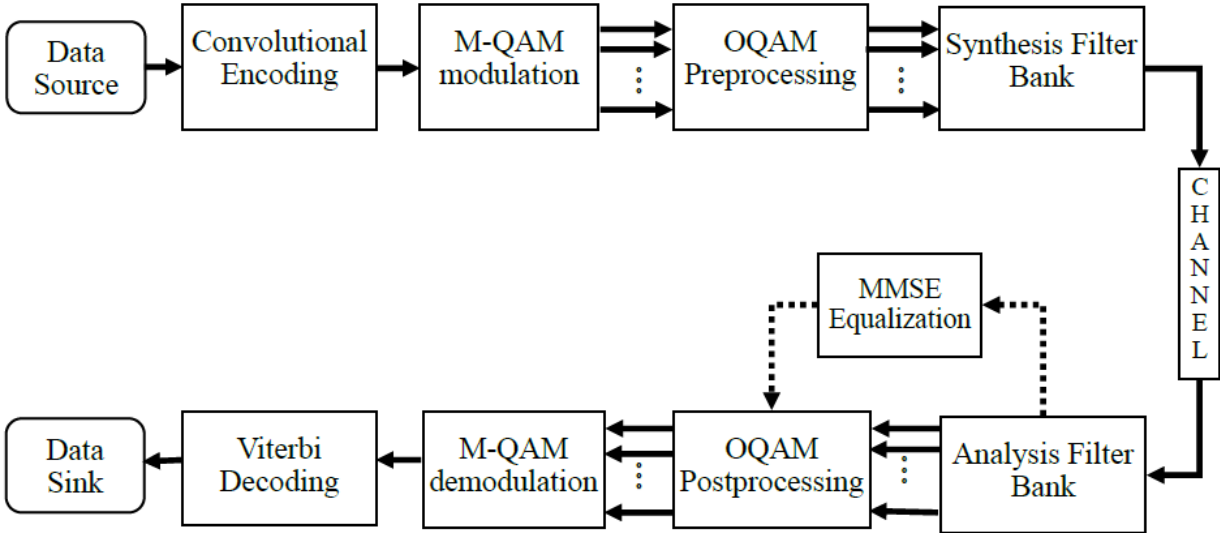 Data
Source
Convolutional
Encoding
M-QAM
modulation
OQAM
Preprocessing
Synthesis Filter
Bank
C
H
A
N
N
E
L
MMSE
Equalization
Data
Sink
Viterbi
Decoding
M-QAM
demodulation
OQAM
Postprocessing
Analysis Filter
Bank